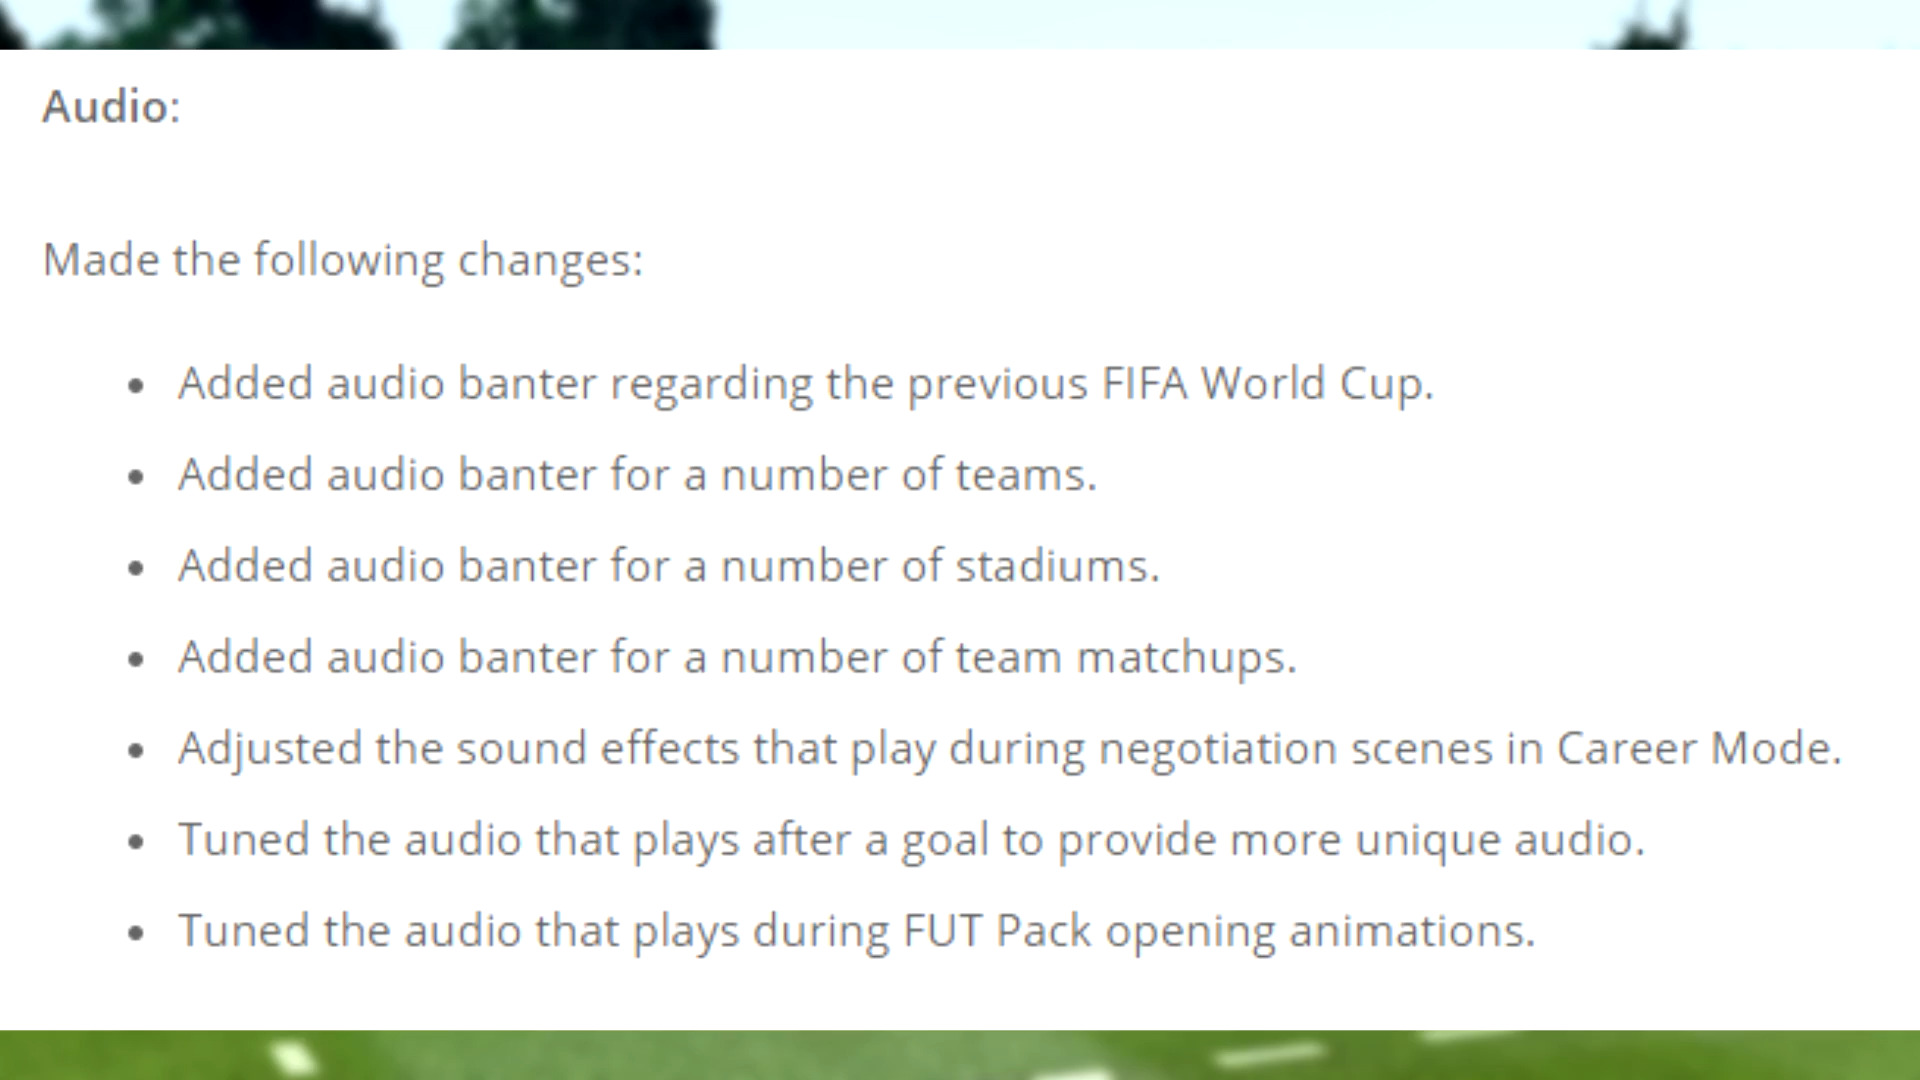 Audio:
Made the following changes:
• Added audio banter regarding the previous FIFA World Cup.
• Added audio banter for a number of teams.
• Added audio banter for a number of stadiums.
• Added audio banter for a number of team matchups.
• Adjusted the sound effects that play during negotiation scenes in Career Mode.
• Tuned the audio that plays after a goal to provide more unique audio.
• Tuned the audio that plays during FUT Pack opening animations.